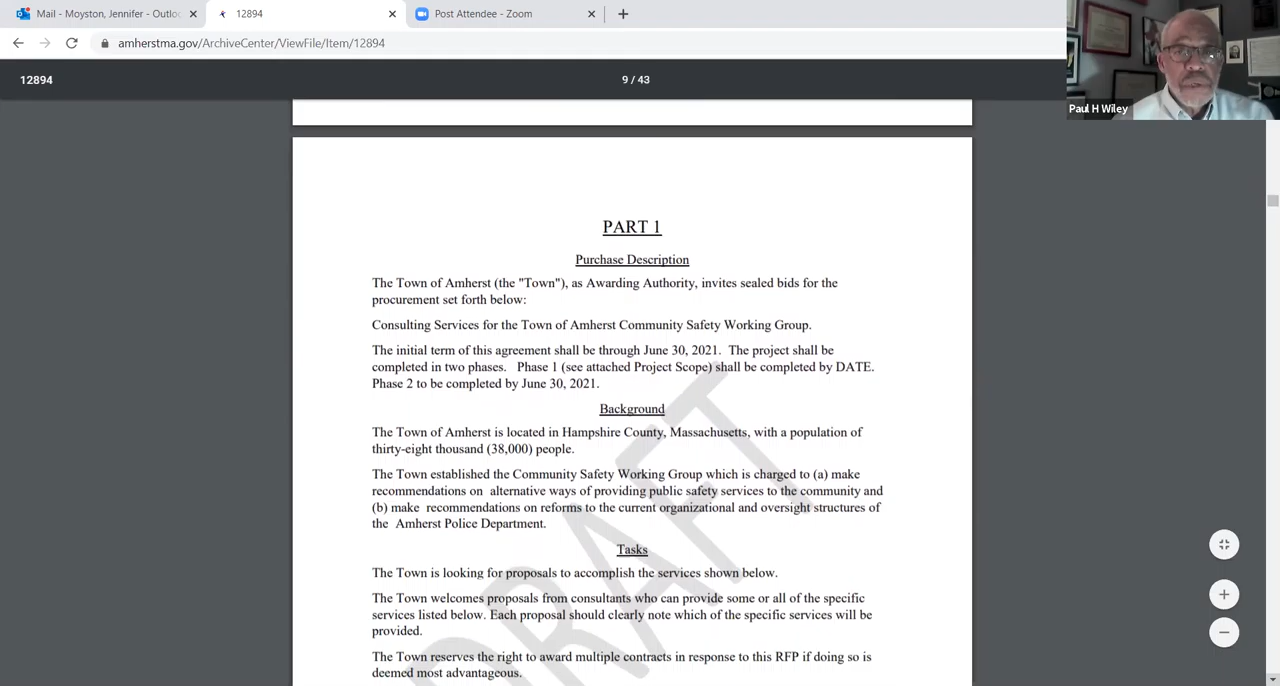 Mail - Moyston, Jennifer - Outloo
12894
Post Attendee - Zoom
amherstma.gov/ArchiveCenter/ViewFile/Item/12894
12894
9 / 43
Paul H Wiley
PART 1
Purchase Description
The Town of Amherst (the "Town"), as Awarding Authority, invites sealed bids for the
procurement set forth below:
Consulting Services for the Town of Amherst Community Safety Working Group.
The initial term of this agreement shall be through June 30, 2021. The project shall be
completed in two phases. Phase 1 (see attached Project Scope) shall be completed by DATE.
Phase 2 to be completed by June 30, 2021.
Background
The Town of Amherst is located in Hampshire County, Massachusetts, with a population of
thirty-eight thousand (38,000) people.
The Town established the Community Safety Working Group which is charged to (a) make
recommendations on alternative ways of providing public safety services to the community and
(b) make recommendations on reforms to the current organizational and oversight structures of
the Amherst Police Department.
Tasks
The Town is looking for proposals to accomplish the services shown below.
The Town welcomes proposals from consultants who can provide some or all of the specific
services listed below. Each proposal should clearly note which of the specific services will be
provided.
The Town reserves the right to award multiple contracts in response to this RFP if doing so is
deemed most advantageous.
DRAFT